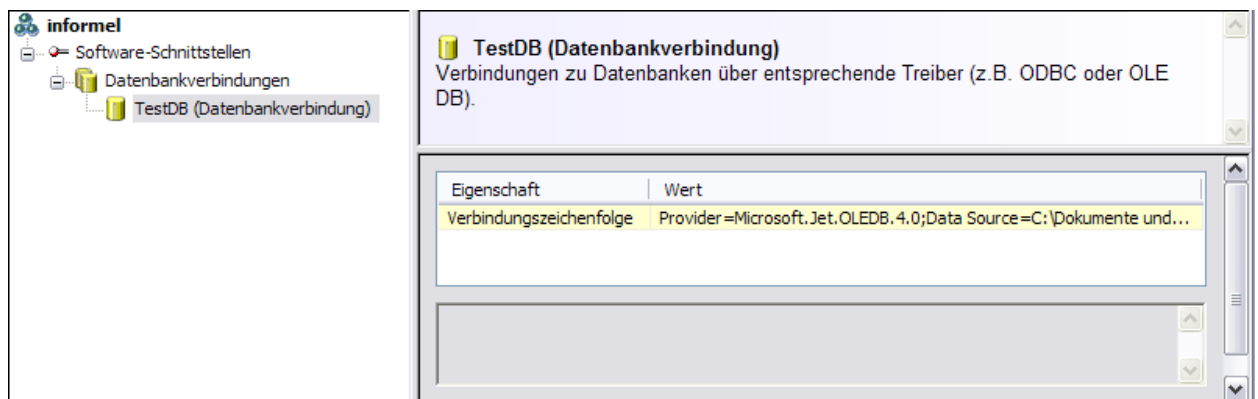 informel
Software-Schnittstellen
Datenbankverbindungen
TestDB (Datenbankverbindung)
TestDB (Datenbankverbindung)
Verbindungen zu Datenbanken über entsprechende Treiber (z.B. ODBC oder OLE
DB).
Eigenschaft Wert
Verbindungszeichenfolge Provider=Microsoft.Jet.OLEDB.4.0;Data Source=C:\Dokumente und...